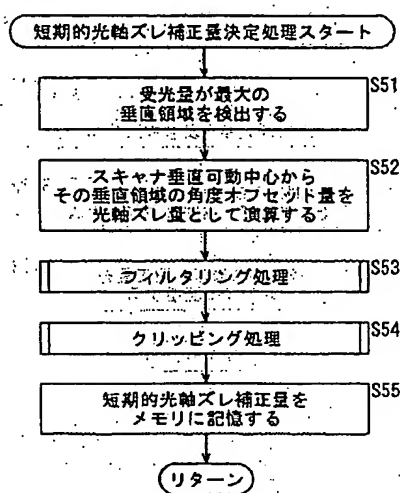 短期的光軸ズレ補正量決定処理スタート
S51
受光量が最大の
垂直領域を検出する
S52
スキャナ垂直可動中心から
その垂直領域の角度オフセッド量を
光軸ズレ量として演算する
S53
フィルタリング処理
S54
クリッピング処理
S55
短期的光軸ズレ補正量を
メモリに記憶する
リターン